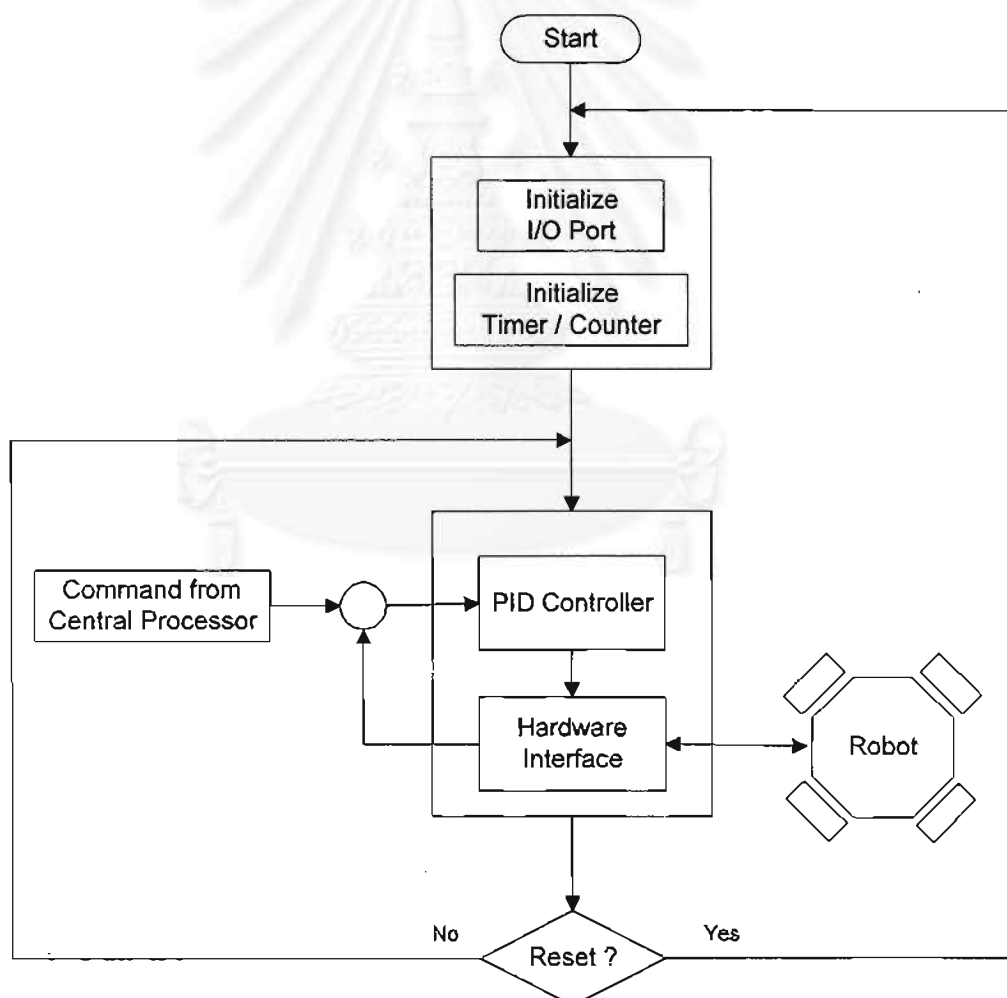 Start
Initialize
I/O Port
Initialize
Timer / Counter
Command from
Central Processor
PID Controller
Hardware
Interface
Robot
No
Reset ?
Yes